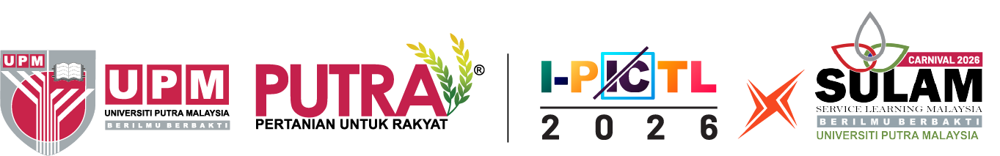 UPM
UPM
UNIVERSITI PUTRA MALAYSIA
BERILMU BERBAKTI
PUTRA®
PERTANIAN UNTUK RAKYAT
I-PICTL
2026
CARNIVAL 2026
SULAM
SERVICE LEARNING MALAYSIA
BERILMU BERBAKTI
UNIVERSITI PUTRA MALAYSIA